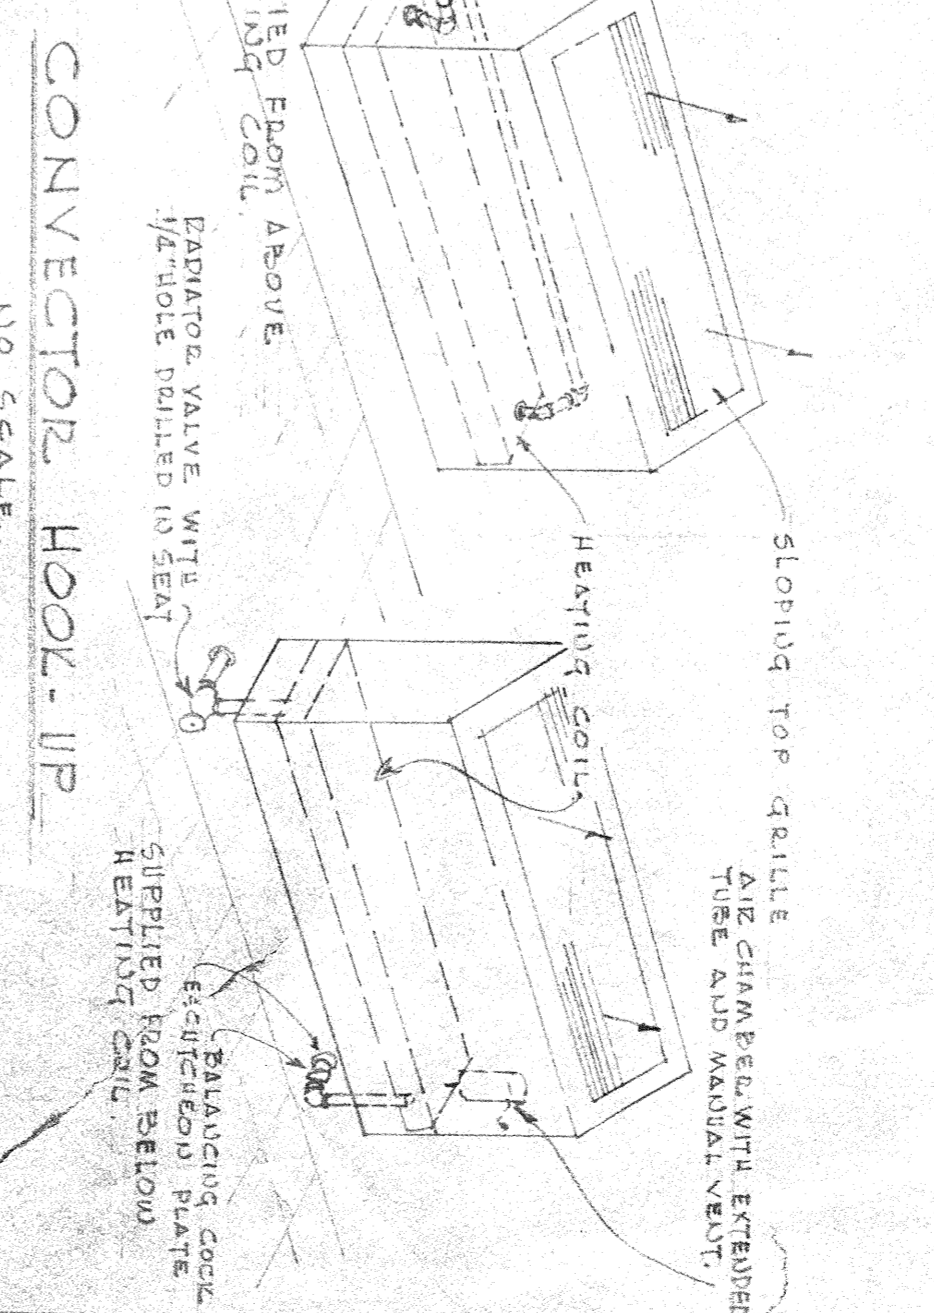 SLOPING TOP GRILLE
AIR CHAMBER WITH EXTENDED
TUBE AND MANUAL VENT.
HEATING COIL.
IED FROM ABOVE
ING COIL.
RADIATOR VALVE WITH
1/4" HOLE DRILLED IN SEAT
BALANCING COCK
ESCUTCHEON PLATE
SUPPLIED FROM BELOW
HEATING COIL.
CONVECTOR HOOK-UP
NO SCALE.